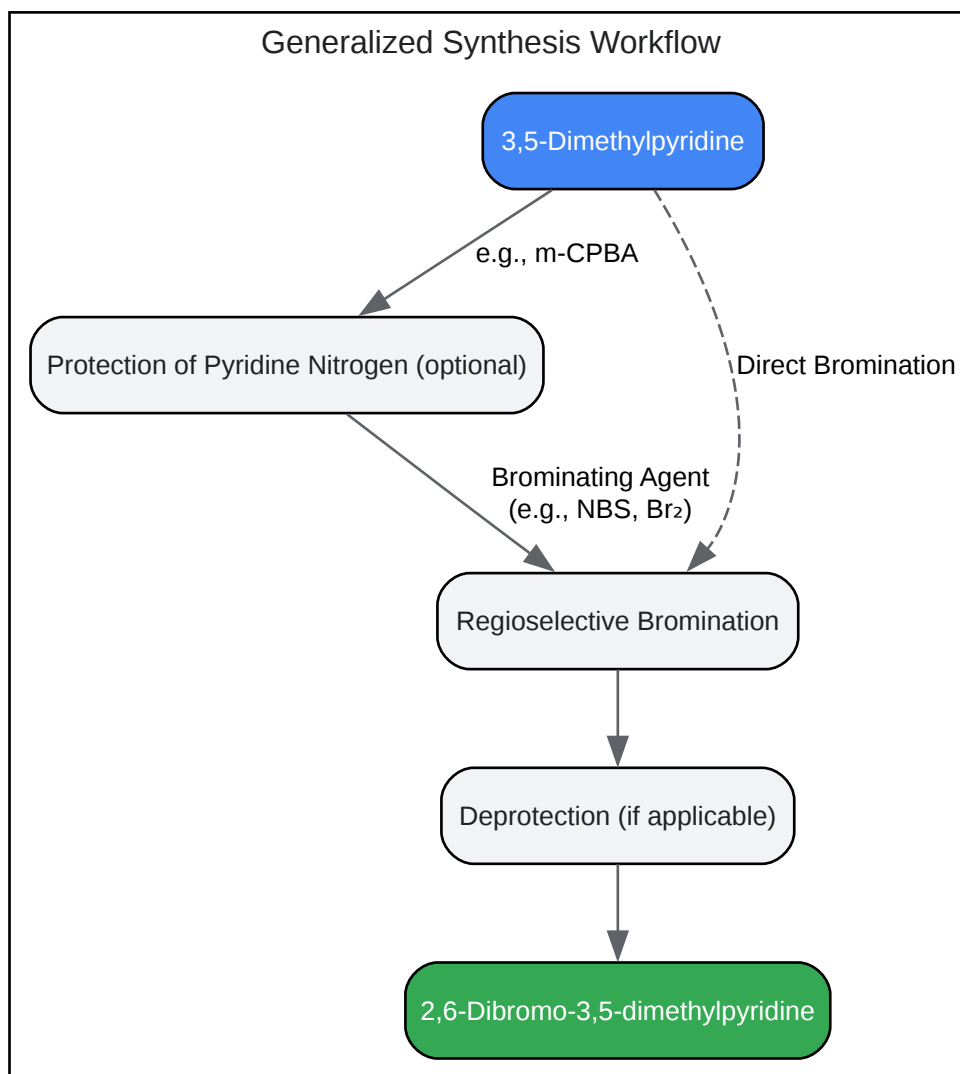 Generalized Synthesis Workflow
3,5-Dimethylpyridine
e.g., m-CPBA
Protection of Pyridine Nitrogen (optional)
Direct Bromination
Brominating Agent
(e.g., NBS, Br₂)
Regioselective Bromination
Deprotection (if applicable)
2,6-Dibromo-3,5-dimethylpyridine